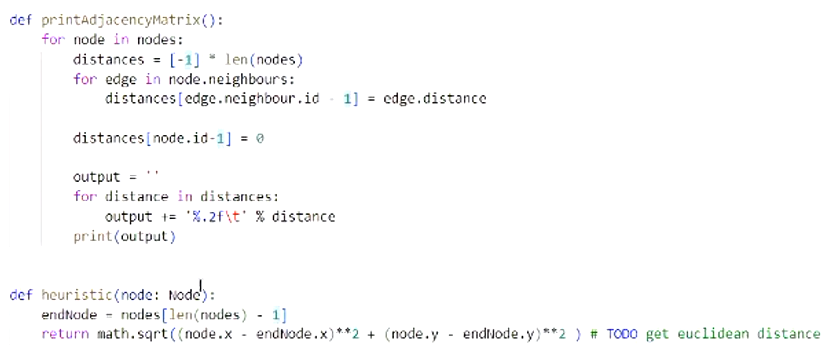 def printAdjacencyMatrix():
    for node in nodes:
        distances = [-1] * len(nodes)
        for edge in node.neighbours:
            distances[edge.neighbour.id - 1] = edge.distance

        distances[node.id-1] = 0

        output = ''
        for distance in distances:
            output += '%.2f\t' % distance
        print(output)

def heuristic(node: Node):
    endNode = nodes[len(nodes) - 1]
    return math.sqrt((node.x - endNode.x)**2 + (node.y - endNode.y)**2 ) # TODO get euclidean distance